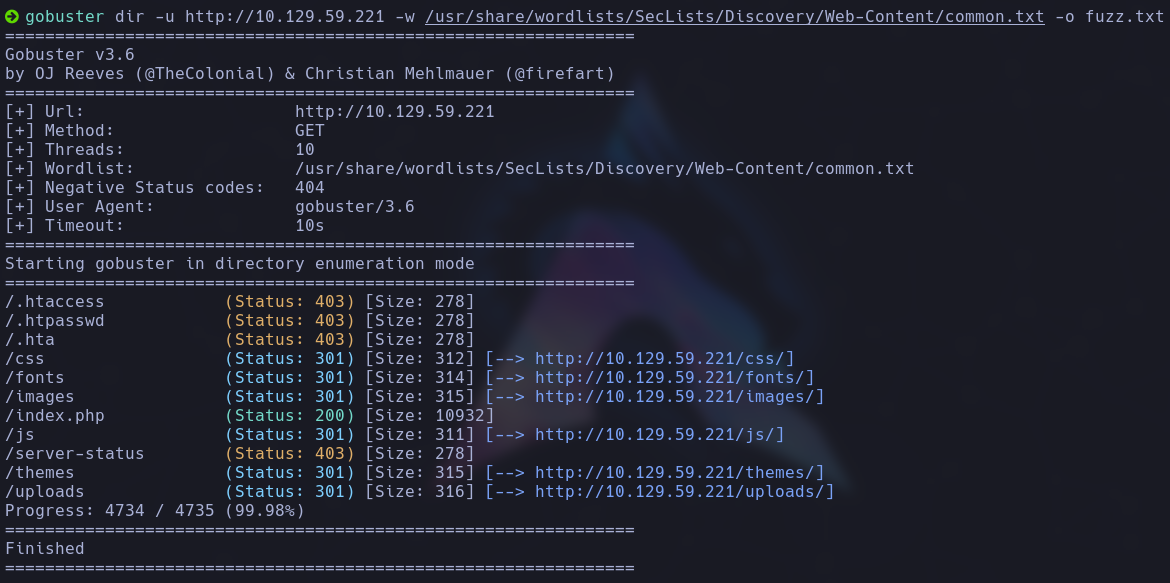 gobuster dir -u http://10.129.59.221 -w /usr/share/wordlists/SecLists/Discovery/Web-Content/common.txt -o fuzz.txt
===============================================================
Gobuster v3.6
by OJ Reeves (@TheColonial) & Christian Mehlmauer (@firefart)
===============================================================
[+] Url:                     http://10.129.59.221
[+] Method:                  GET
[+] Threads:                 10
[+] Wordlist:                /usr/share/wordlists/SecLists/Discovery/Web-Content/common.txt
[+] Negative Status codes:   404
[+] User Agent:              gobuster/3.6
[+] Timeout:                 10s
===============================================================
Starting gobuster in directory enumeration mode
===============================================================
/.htaccess            (Status: 403) [Size: 278]
/.htpasswd            (Status: 403) [Size: 278]
/.hta                 (Status: 403) [Size: 278]
/css                  (Status: 301) [Size: 312] [--> http://10.129.59.221/css/]
/fonts                (Status: 301) [Size: 314] [--> http://10.129.59.221/fonts/]
/images               (Status: 301) [Size: 315] [--> http://10.129.59.221/images/]
/index.php            (Status: 200) [Size: 10932]
/js                   (Status: 301) [Size: 311] [--> http://10.129.59.221/js/]
/server-status        (Status: 403) [Size: 278]
/themes               (Status: 301) [Size: 315] [--> http://10.129.59.221/themes/]
/uploads              (Status: 301) [Size: 316] [--> http://10.129.59.221/uploads/]
Progress: 4734 / 4735 (99.98%)
===============================================================
Finished
===============================================================